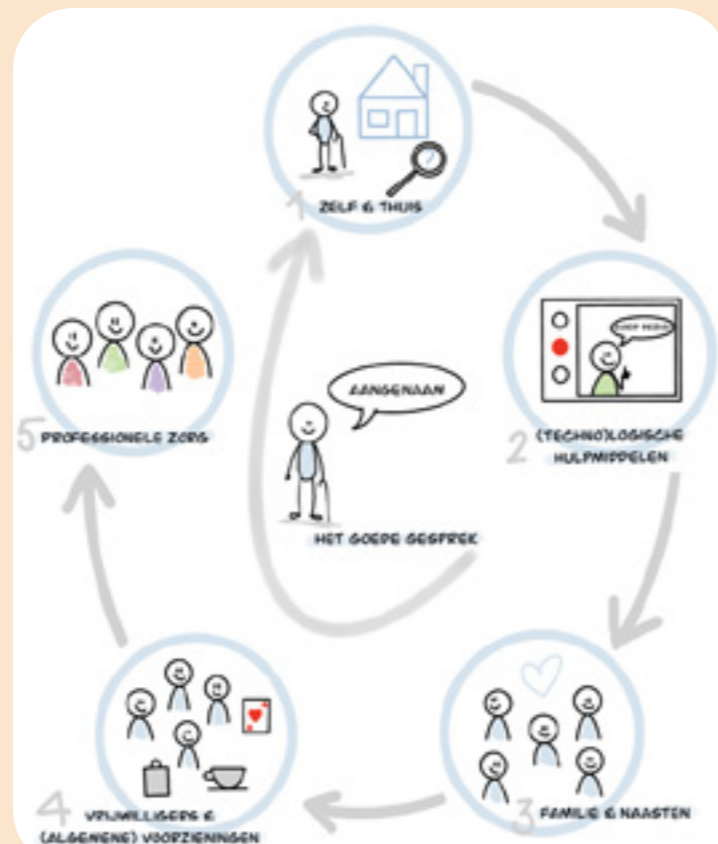 1 ZELF & THUIS
2 (TECHNO)LOGISCHE
HULPMIDDELEN
3 FAMILIE & NAASTEN
4 VRIJWILLIGERS &
(ALGEMENE) VOORZIENINGEN
5 PROFESSIONELE ZORG
AANGENAAM
HET GOEDE GESPREK